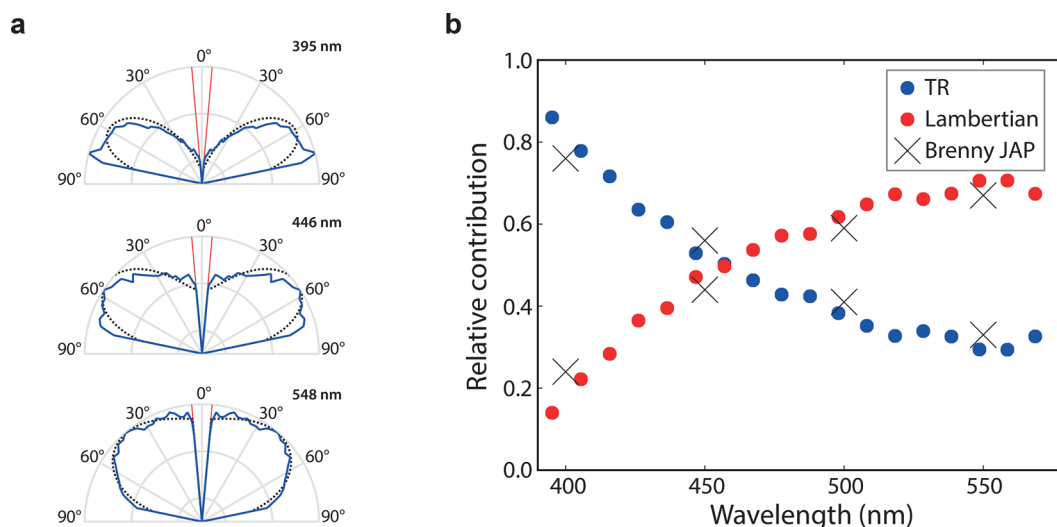 a
395 nm
0°
30° 30°
60° 60°
90° 90°
446 nm
0°
30° 30°
60° 60°
90° 90°
548 nm
0°
30° 30°
60° 60°
90° 90°
b
1.0
0.8
0.6
0.4
0.2
0.0
Relative contribution
TR
Lambertian
Brenny JAP
400 450 500 550
Wavelength (nm)